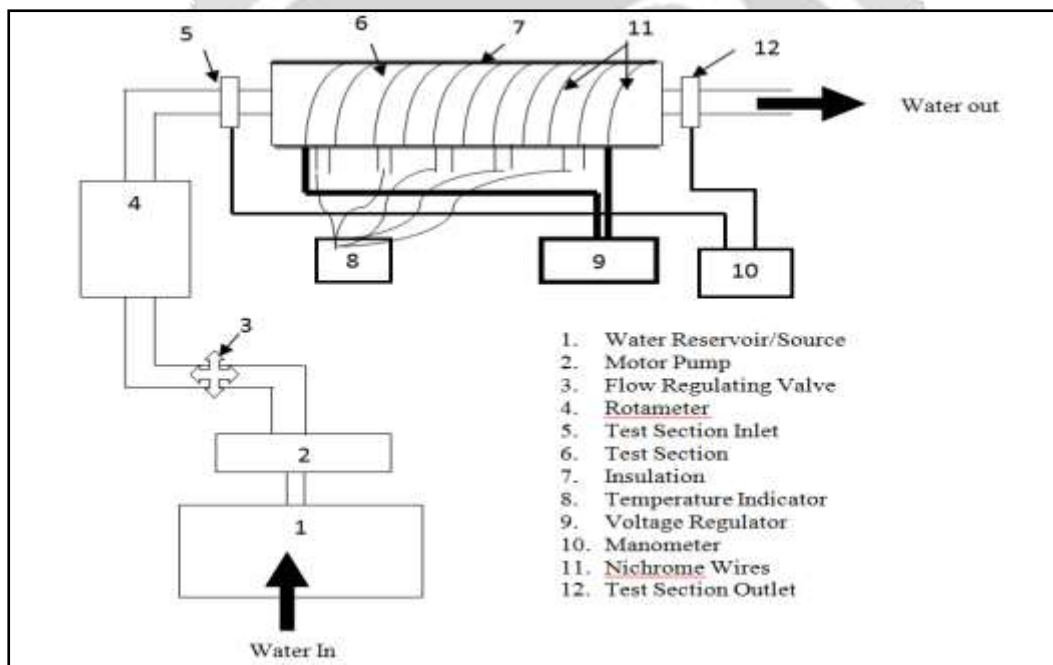 5
6
7
11
12
Water out
4
8
9
10
3
2
1
Water In
1. Water Reservoir/Source
2. Motor Pump
3. Flow Regulating Valve
4. Rotameter
5. Test Section Inlet
6. Test Section
7. Insulation
8. Temperature Indicator
9. Voltage Regulator
10. Manometer
11. Nichrome Wires
12. Test Section Outlet